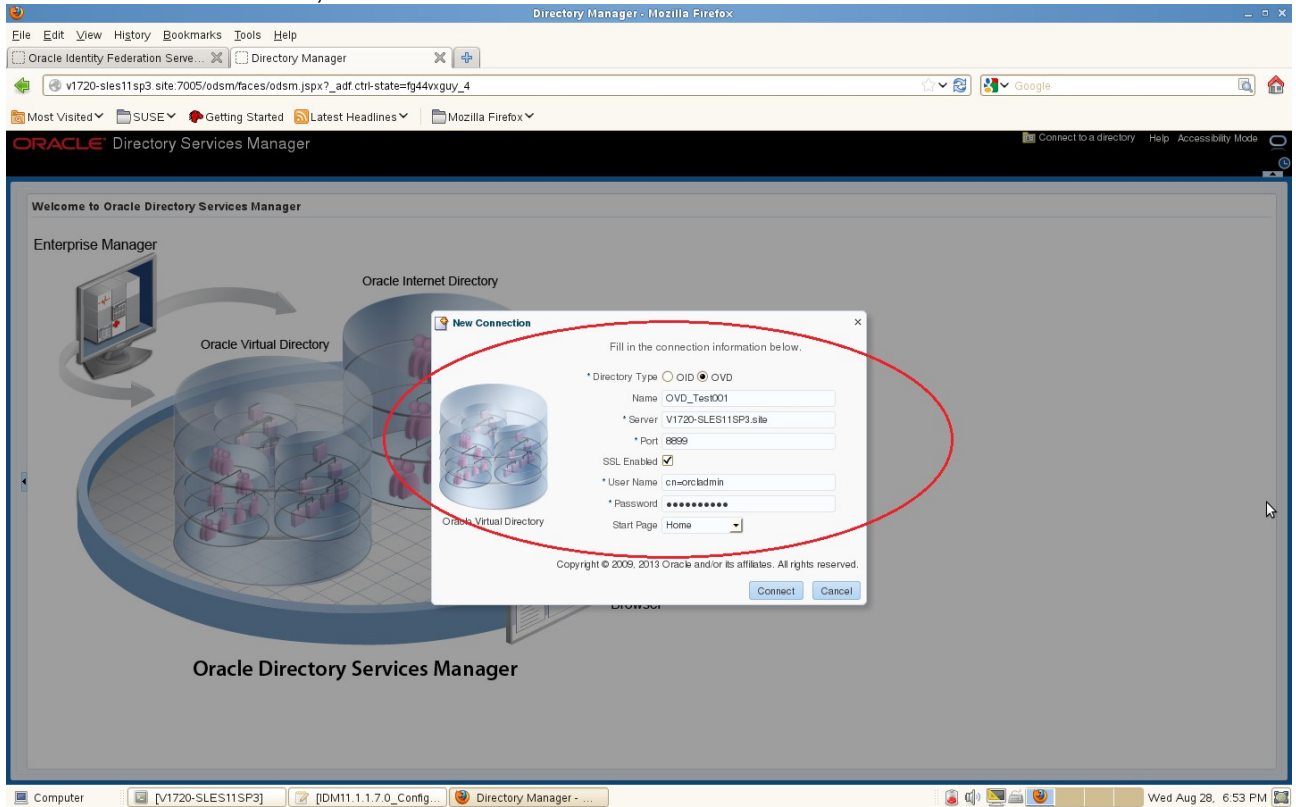 Directory Manager - Mozilla Firefox
File Edit View History Bookmarks Tools Help
Oracle Identity Federation Serve... Directory Manager
v1720-sles11sp3.site:7005/odsm/faces/odsm.jspx?_adf.ctrl-state=fg44vxguy_4 Google
Most Visited SUSE Getting Started Latest Headlines Mozilla Firefox
ORACLE Directory Services Manager Connect to a directory Help Accessibility Mode
Welcome to Oracle Directory Services Manager
Enterprise Manager
Oracle Internet Directory
Oracle Virtual Directory
New Connection
Fill in the connection information below.
* Directory Type OID OVD
Name OVD_Test001
* Server V1720-SLES11SP3.site
* Port 8899
SSL Enabled
* User Name cn=orcladmin
* Password ●●●●●●●●●●
Oracle Virtual Directory
Start Page Home
Copyright © 2009, 2013 Oracle and/or its affiliates. All rights reserved.
Connect Cancel
Browser
Oracle Directory Services Manager
Computer [V1720-SLES11SP3] [IDM11.1.1.7.0_Config... Directory Manager - ... Wed Aug 28, 6:53 PM